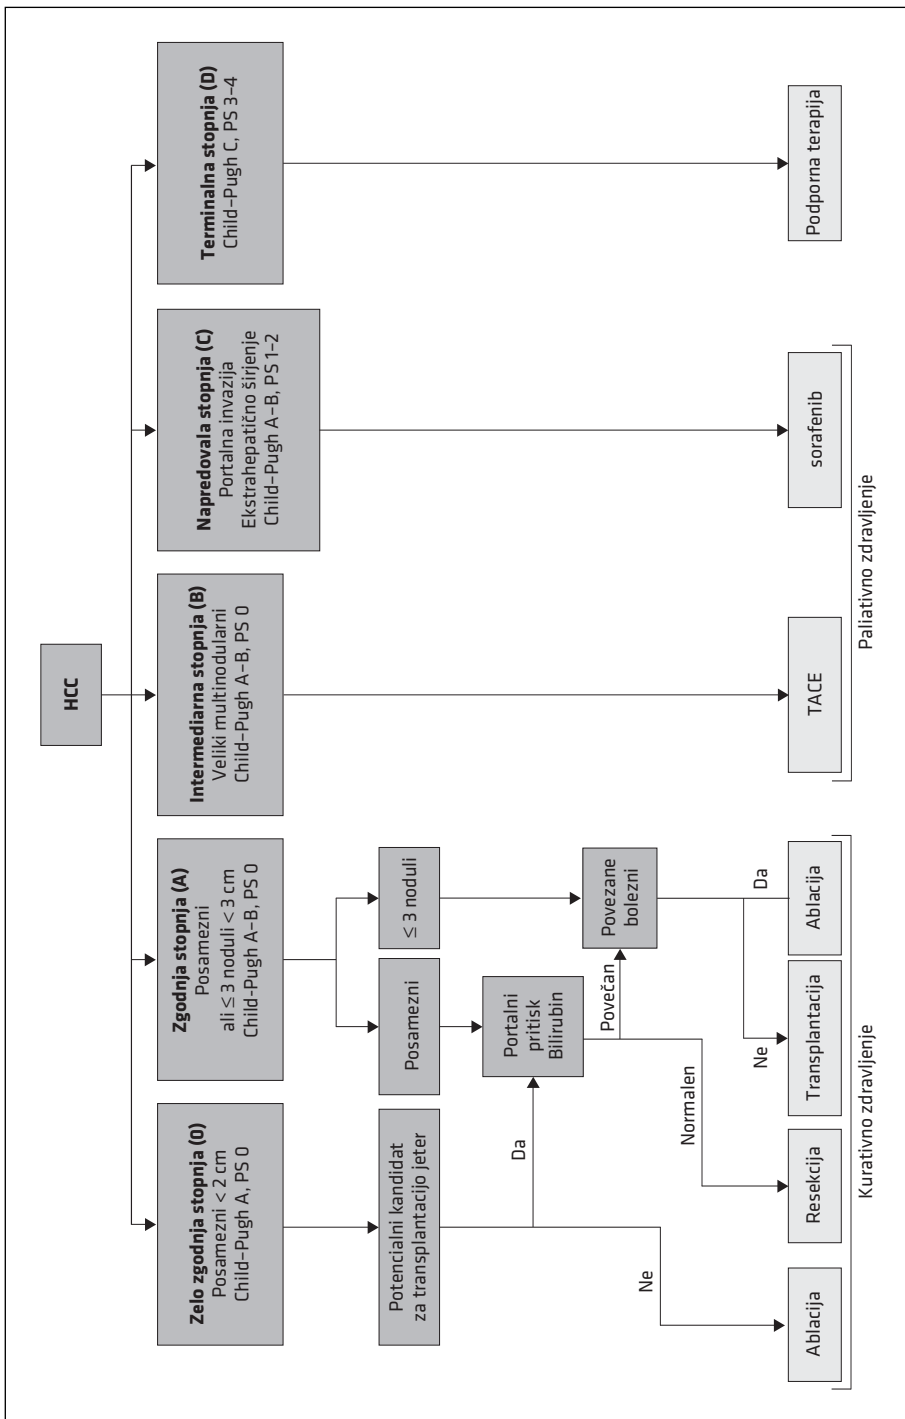 HCC
Zelo zgodnja stopnja (0)
Posamezni < 2 cm
Child–Pugh A, PS 0
Zgodnja stopnja (A)
Posamezni
ali ≤ 3 noduli < 3 cm
Child–Pugh A–B, PS 0
Intermediarna stopnja (B)
Veliki multinodularni
Child–Pugh A–B, PS 0
Napredovala stopnja (C)
Portalna invazija
Ekstrahepatično širjenje
Child–Pugh A–B, PS 1–2
Terminalna stopnja (D)
Child–Pugh C, PS 3–4
Potencialni kandidat
za transplantacijo jeter
Posamezni
≤ 3 noduli
Da
Portalni
pritisk
Bilirubin
Povečan
Povezane
bolezni
Ne
Normalen
Ne
Da
Ablacija
Resekcija
Transplantacija
Ablacija
TACE
sorafenib
Podporna terapija
Kurativno zdravljenje
Paliativno zdravljenje